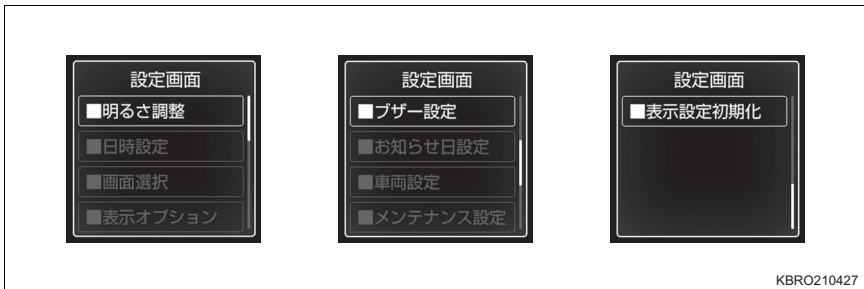 設定画面
■明るさ調整
■日時設定
■画面選択
■表示オプション
設定画面
■ブザー設定
■お知らせ日設定
■車両設定
■メンテナンス設定
設定画面
■表示設定初期化
KBRO210427